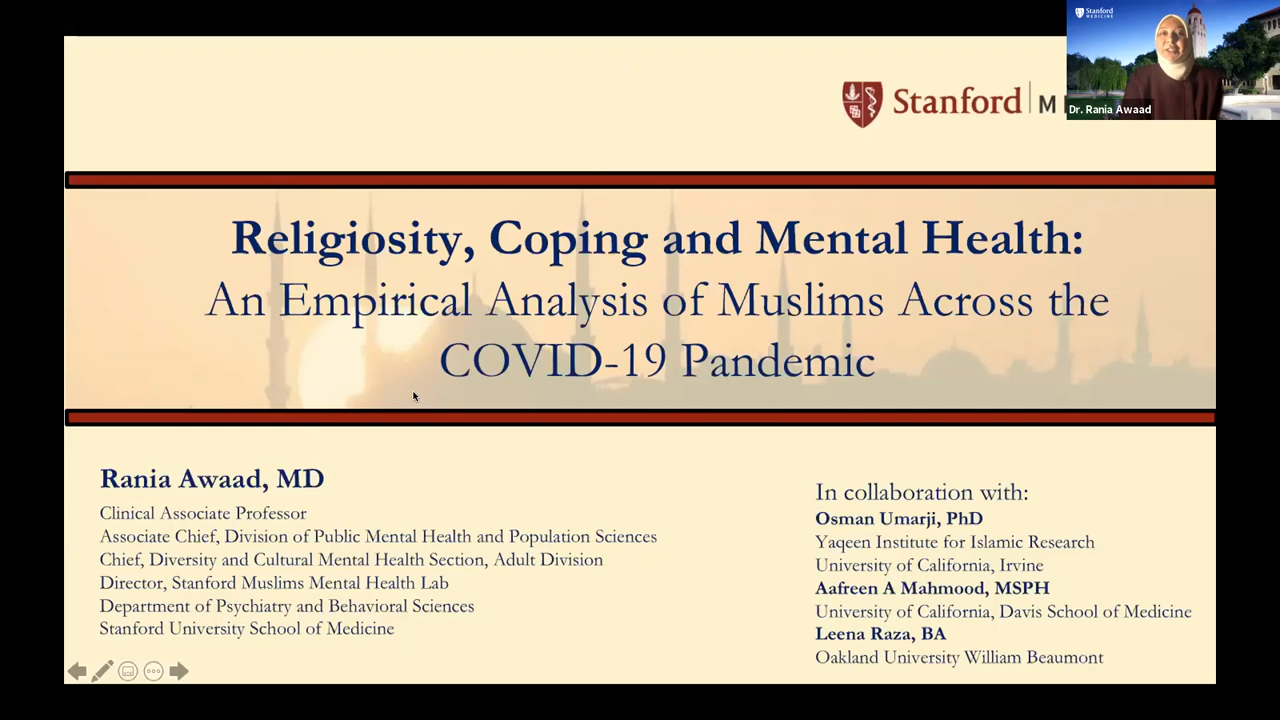 Stanford
MEDICINE
Dr. Rania Awaad
Stanford | M
Religiosity, Coping and Mental Health:
An Empirical Analysis of Muslims Across the
COVID-19 Pandemic
Rania Awaad, MD
Clinical Associate Professor
Associate Chief, Division of Public Mental Health and Population Sciences
Chief, Diversity and Cultural Mental Health Section, Adult Division
Director, Stanford Muslims Mental Health Lab
Department of Psychiatry and Behavioral Sciences
Stanford University School of Medicine
In collaboration with:
Osman Umarji, PhD
Yaqeen Institute for Islamic Research
University of California, Irvine
Aafreen A Mahmood, MSPH
University of California, Davis School of Medicine
Leena Raza, BA
Oakland University William Beaumont